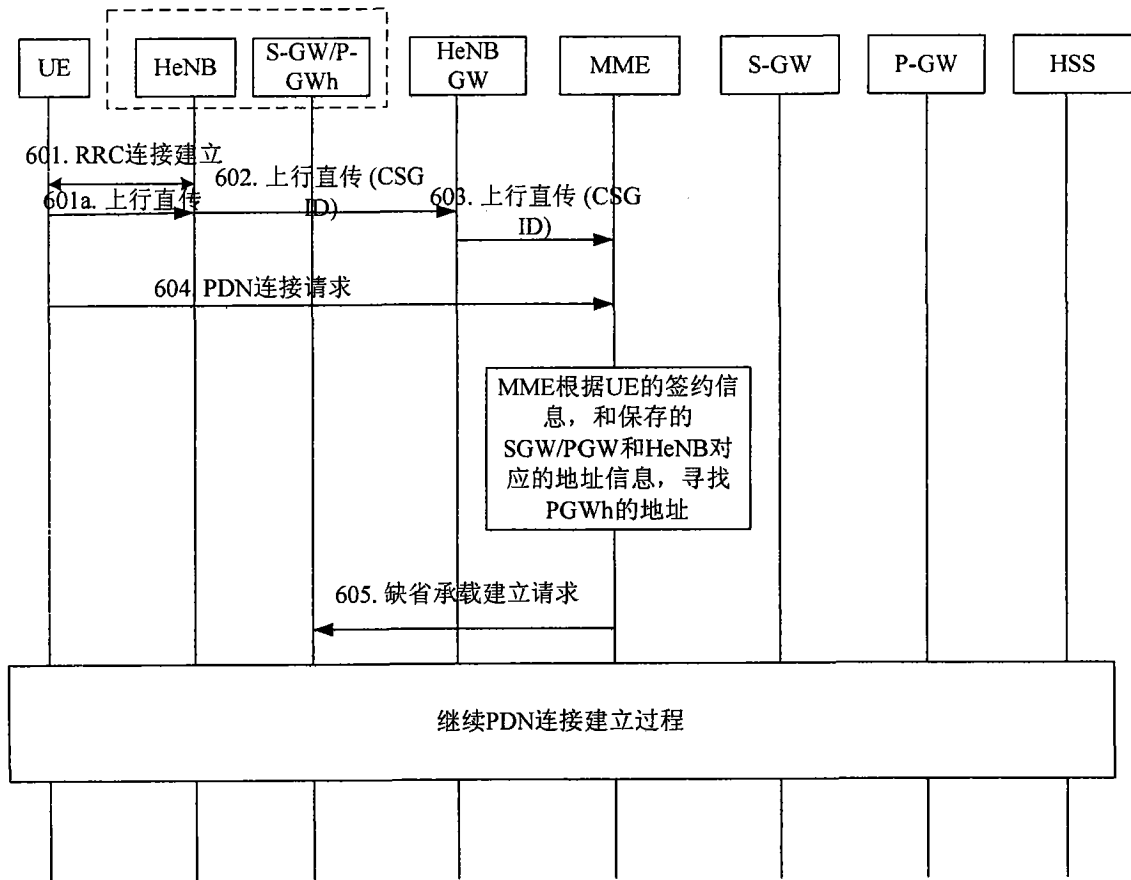 UE
HeNB
S-GW/P-
GWh
HeNB
GW
MME
S-GW
P-GW
HSS
601. RRC连接建立
601a. 上行直传
602. 上行直传 (CSG
ID)
603. 上行直传 (CSG
ID)
604. PDN连接请求
MME根据UE的签约信
息，和保存的
SGW/PGW和HeNB对
应的地址信息，寻找
PGWh的地址
605. 缺省承载建立请求
继续PDN连接建立过程